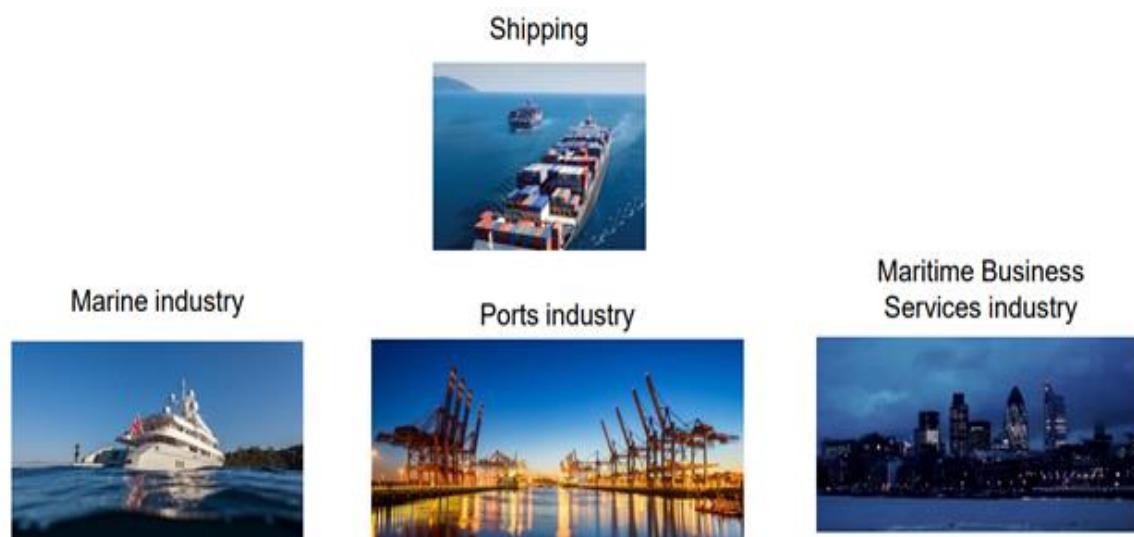 Shipping
Marine industry
Ports industry
Maritime Business
Services industry